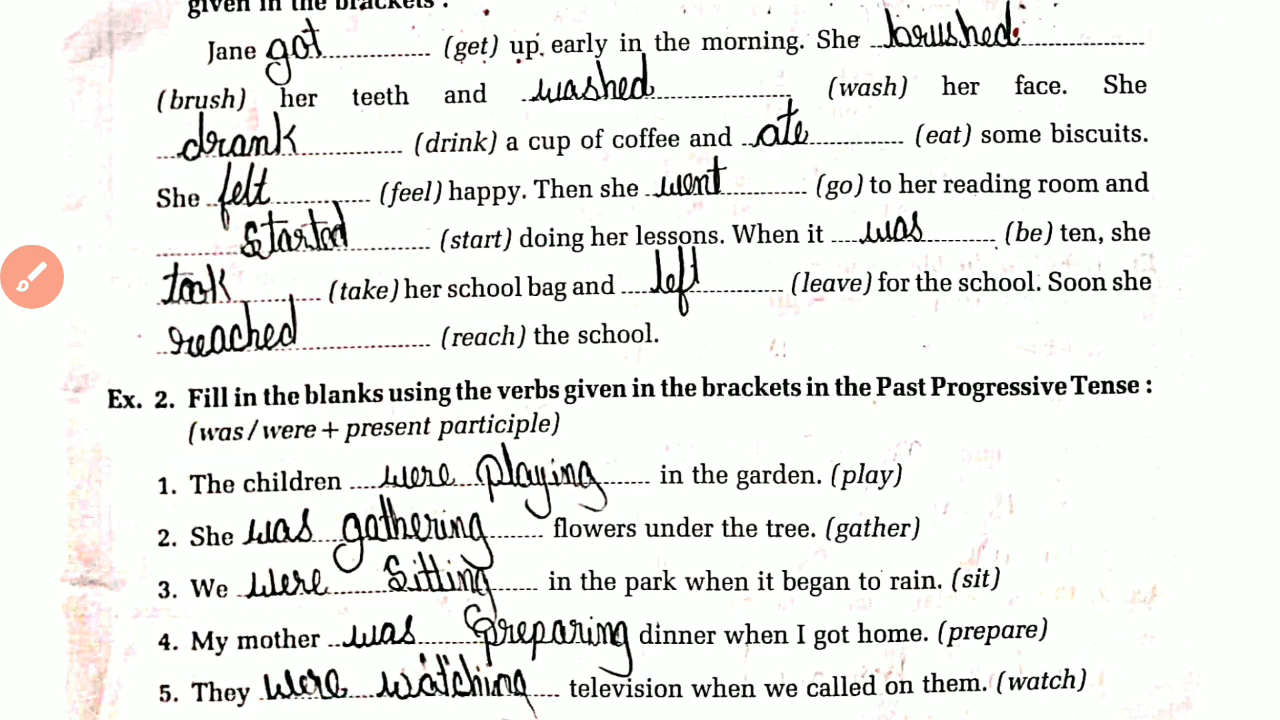 given in the brackets :
Jane got (get) up early in the morning. She brushed
(brush) her teeth and washed (wash) her face. She
drank (drink) a cup of coffee and ate (eat) some biscuits.
She felt (feel) happy. Then she went (go) to her reading room and
started (start) doing her lessons. When it was (be) ten, she
took (take) her school bag and left (leave) for the school. Soon she
reached (reach) the school.
Ex. 2. Fill in the blanks using the verbs given in the brackets in the Past Progressive Tense :
(was/were + present participle)
1. The children were playing in the garden. (play)
2. She was gathering flowers under the tree. (gather)
3. We were sitting in the park when it began to rain. (sit)
4. My mother was preparing dinner when I got home. (prepare)
5. They were watching television when we called on them. (watch)